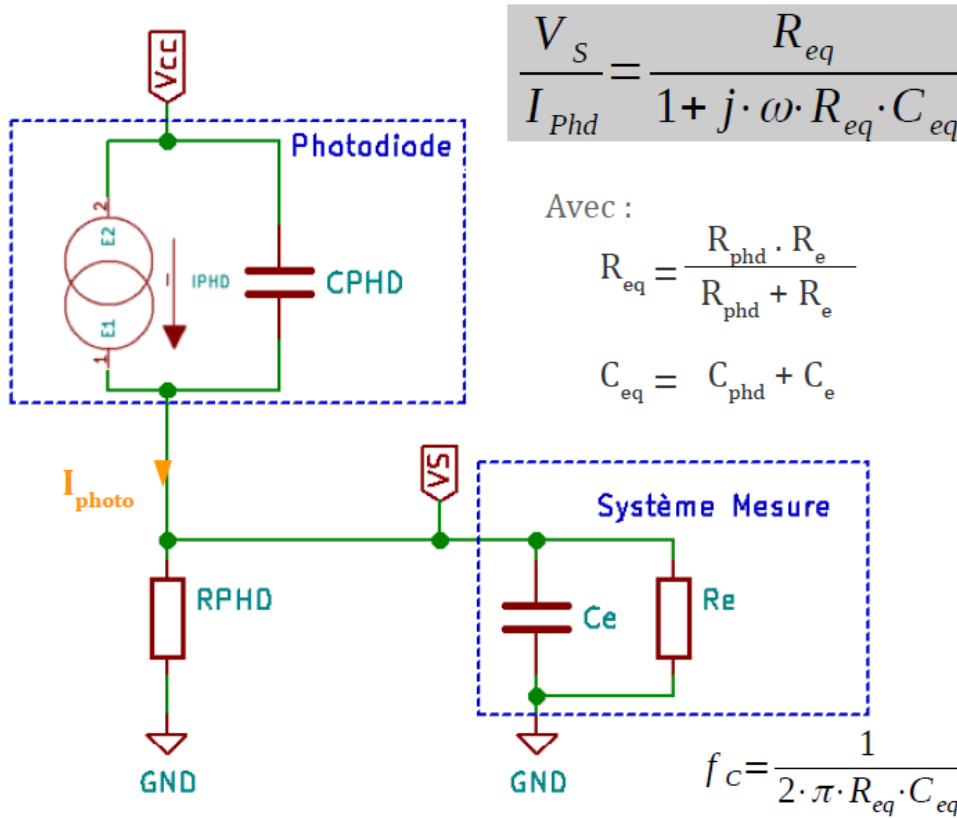 Vcc
V_S / I_Phd = R_eq / (1 + j · ω · R_eq · C_eq)
Photodiode
2
E2
I
IPHD
CPHD
E1
1
Avec :
R_eq = (R_phd . R_e) / (R_phd + R_e)
C_eq = C_phd + C_e
I_photo
VS
Système Mesure
RPHD
Ce
Re
GND
GND
f_C = 1 / (2 · π · R_eq · C_eq)